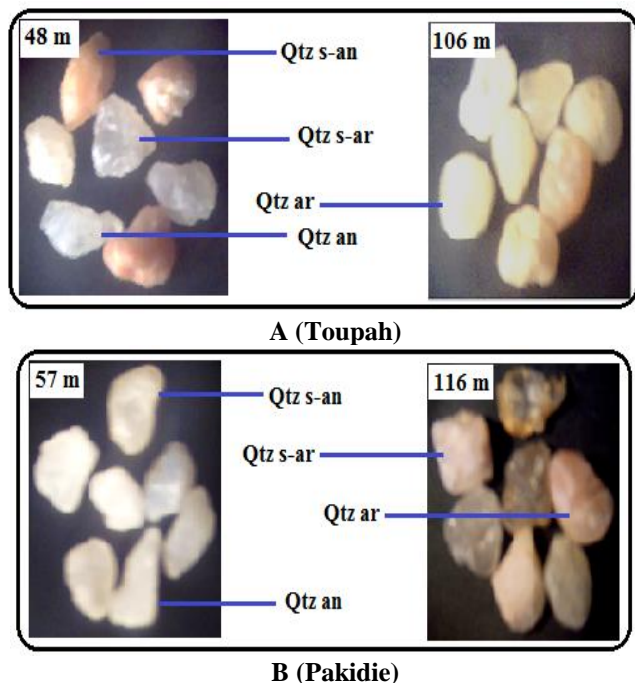 48 m
Qtz s-an
106 m
Qtz s-ar
Qtz ar
Qtz an
A (Toupah)
57 m
Qtz s-an
116 m
Qtz s-ar
Qtz ar
Qtz an
B (Pakidie)